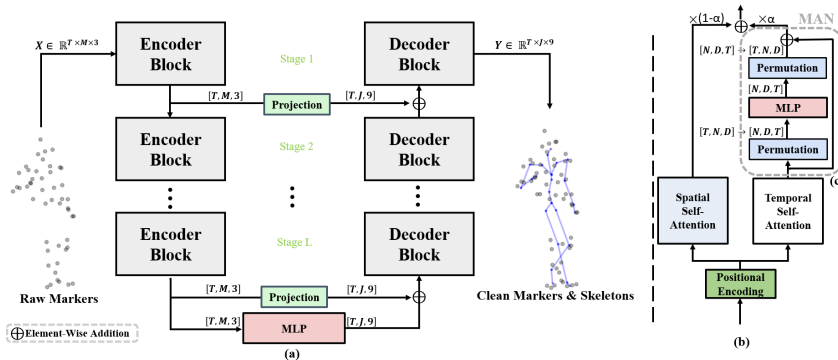 X ∈ ℝ^{T×M×3}
Encoder
Block
Stage 1
Decoder
Block
Y ∈ ℝ^{T×J×9}
[T, M, 3]
Projection
[T, J, 9]
Encoder
Block
Stage 2
Decoder
Block
Encoder
Block
Stage L
Decoder
Block
Raw Markers
[T, M, 3]
Projection
[T, J, 9]
Clean Markers & Skeletons
[T, M, 3]
MLP
[T, J, 9]
Element-Wise Addition
(a)
×(1-α)
×α
MAN
[N, D, T] → [T, N, D]
Permutation
[N, D, T]
MLP
[T, N, D] → [N, D, T]
Permutation
(c
Spatial
Self-
Attention
Temporal
Self-
Attention
Positional
Encoding
(b)